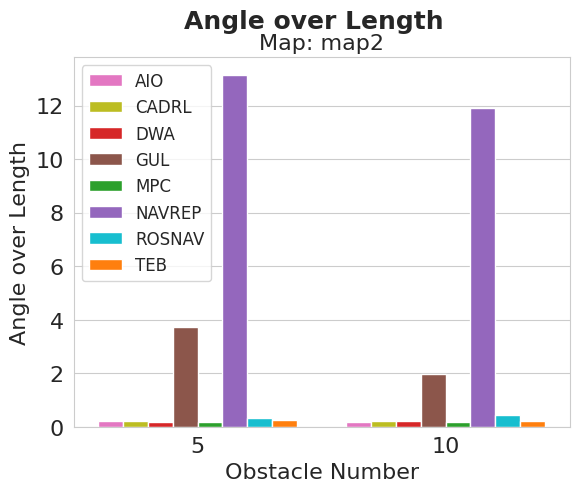 Angle over Length
Map: map2
Angle over Length
12
10
8
6
4
2
0
AIO
CADRL
DWA
GUL
MPC
NAVREP
ROSNAV
TEB
5
10
Obstacle Number